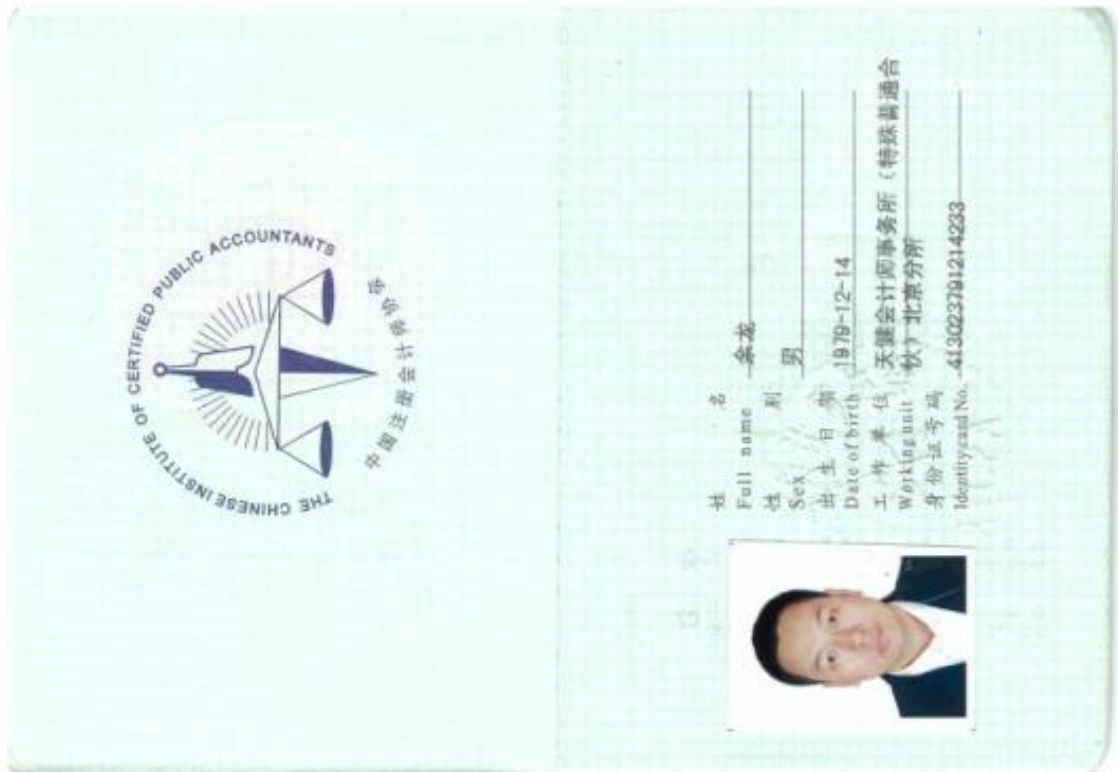 THE CHINESE INSTITUTE OF CERTIFIED PUBLIC ACCOUNTANTS
中国注册会计师协会
姓 名 余龙
Full name
性 别 男
Sex
出生日期 1979-12-14
Date of birth
工作单位 天健会计师事务所（特殊普通合
Working unit 伙）北京分所
身份证号码
Identity card No. 413023791214233